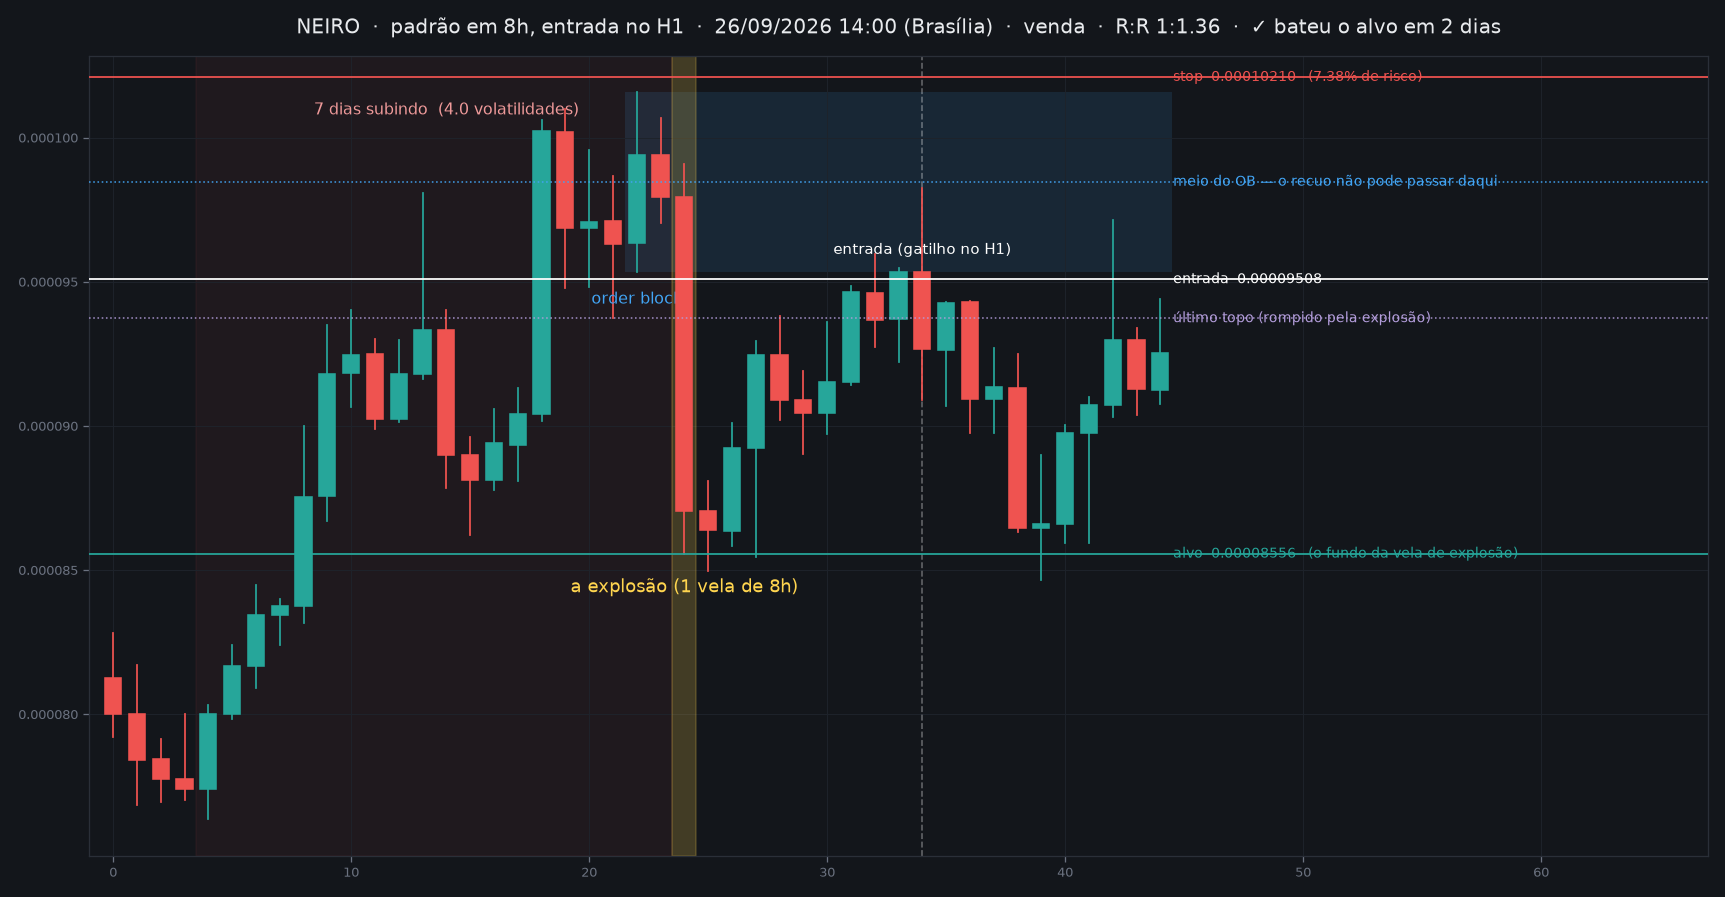 NEIRO · padrão em 8h, entrada no H1 · 26/09/2026 14:00 (Brasília) · venda · R:R 1:1.36 · ✓ bateu o alvo em 2 dias
stop 0.00010210 (7.38% de risco)
7 dias subindo (4.0 volatilidades)
0.000100
meio do OB — o recuo não pode passar daqui
entrada (gatilho no H1)
entrada 0.00009508
0.000095
order bloc
último topo (rompido pela explosão)
0.000090
alvo 0.00008556 (o fundo da vela de explosão)
0.000085
a explosão (1 vela de 8h)
0.000080
0 10 20 30 40 50 60